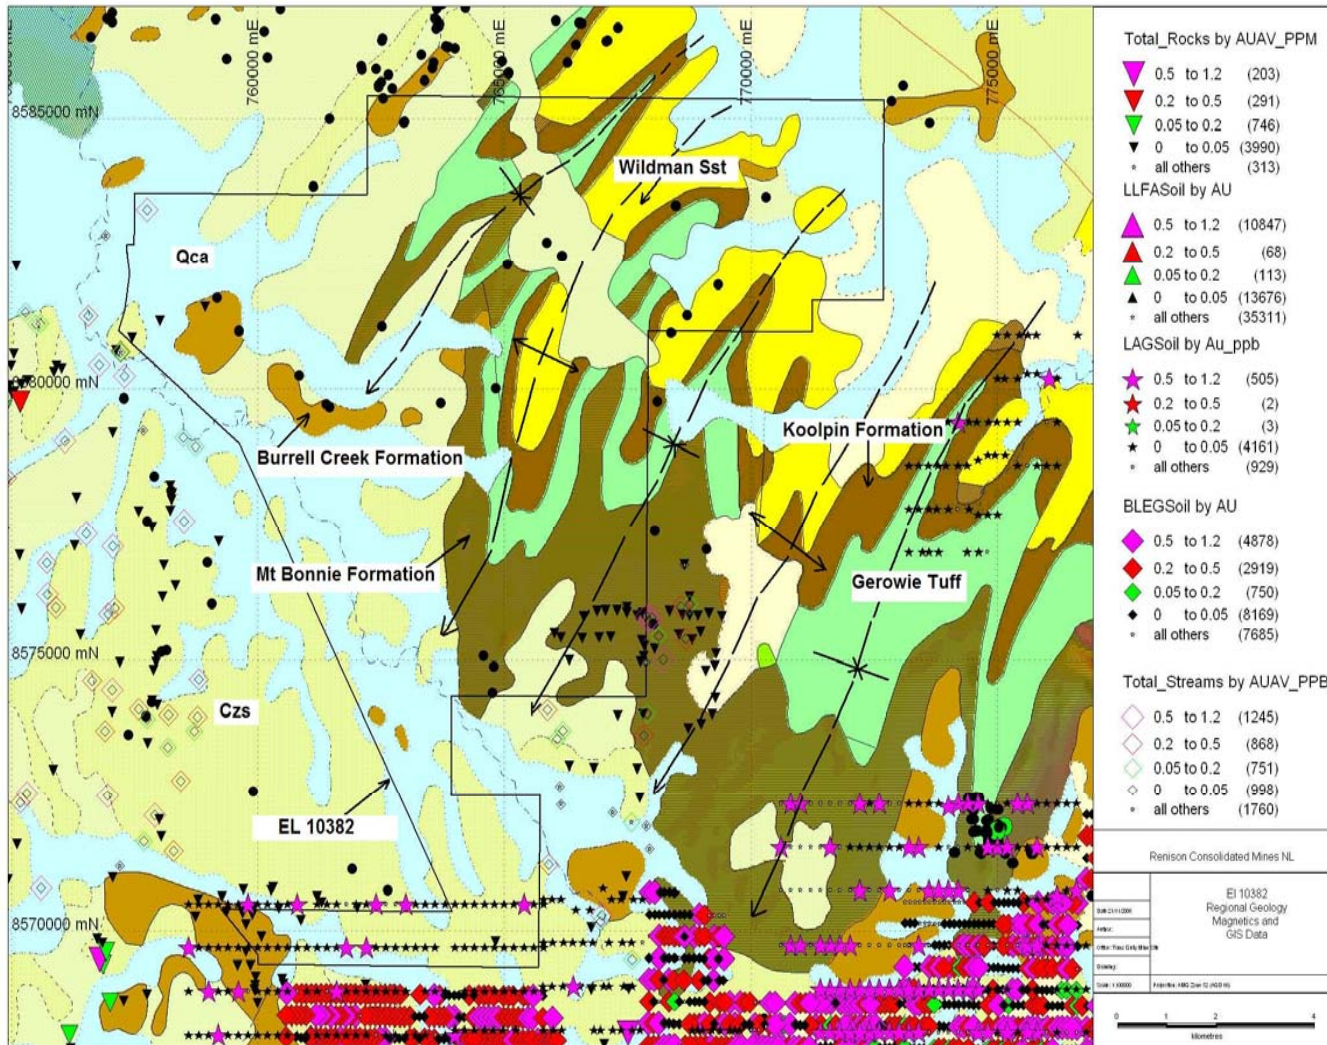 760000 mE
765000 mE
770000 mE
775000 mE
8585000 mN
Wildman Sst
Qca
8580000 mN
Koolpin Formation
Burrell Creek Formation
Mt Bonnie Formation
Gerowie Tuff
8575000 mN
Czs
EL 10382
8570000 mN
Total_Rocks by AUAV_PPM
0.5 to 1.2 (203)
0.2 to 0.5 (291)
0.05 to 0.2 (746)
0 to 0.05 (3990)
all others (313)
LLFASoil by AU
0.5 to 1.2 (10847)
0.2 to 0.5 (68)
0.05 to 0.2 (113)
0 to 0.05 (13676)
all others (35311)
LAGSoil by Au_ppb
0.5 to 1.2 (505)
0.2 to 0.5 (2)
0.05 to 0.2 (3)
0 to 0.05 (4161)
all others (929)
BLEGSoil by AU
0.5 to 1.2 (4878)
0.2 to 0.5 (2919)
0.05 to 0.2 (750)
0 to 0.05 (8169)
all others (7685)
Total_Streams by AUAV_PPB
0.5 to 1.2 (1245)
0.2 to 0.5 (868)
0.05 to 0.2 (751)
0 to 0.05 (998)
all others (1760)
Renison Consolidated Mines NL
El 10382
Regional Geology
Magnetics and
GIS Data
Author:
Drawing:
0 2 4
kilometres